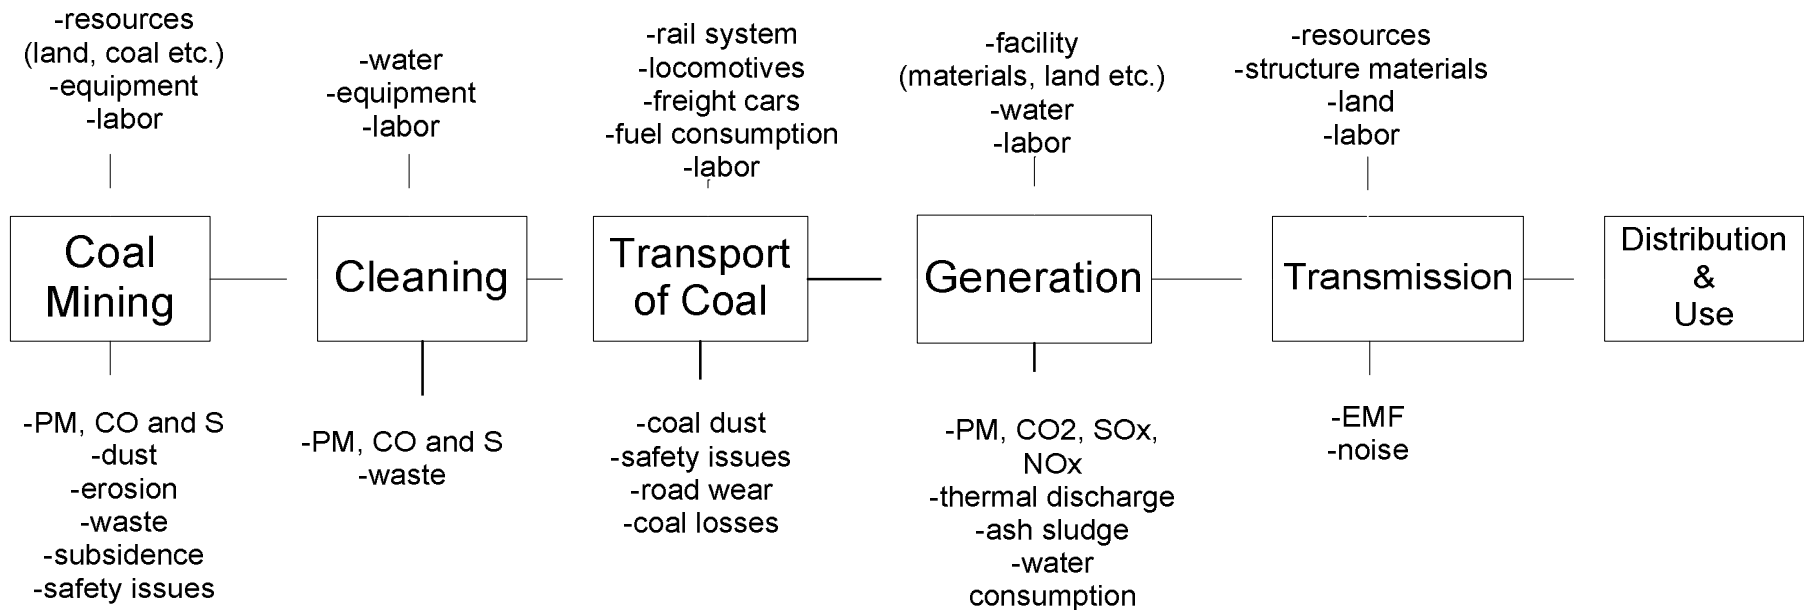 -resources
(land, coal etc.)
-equipment
-labor
-water
-equipment
-labor
-rail system
-locomotives
-freight cars
-fuel consumption
-labor
-facility
(materials, land etc.)
-water
-labor
-resources
-structure materials
-land
-labor
Coal
Mining
Cleaning
Transport
of Coal
Generation
Transmission
Distribution
&
Use
-PM, CO and S
-dust
-erosion
-waste
-subsidence
-safety issues
-PM, CO and S
-waste
-coal dust
-safety issues
-road wear
-coal losses
-PM, CO2, SOx,
NOx
-thermal discharge
-ash sludge
-water
consumption
-EMF
-noise